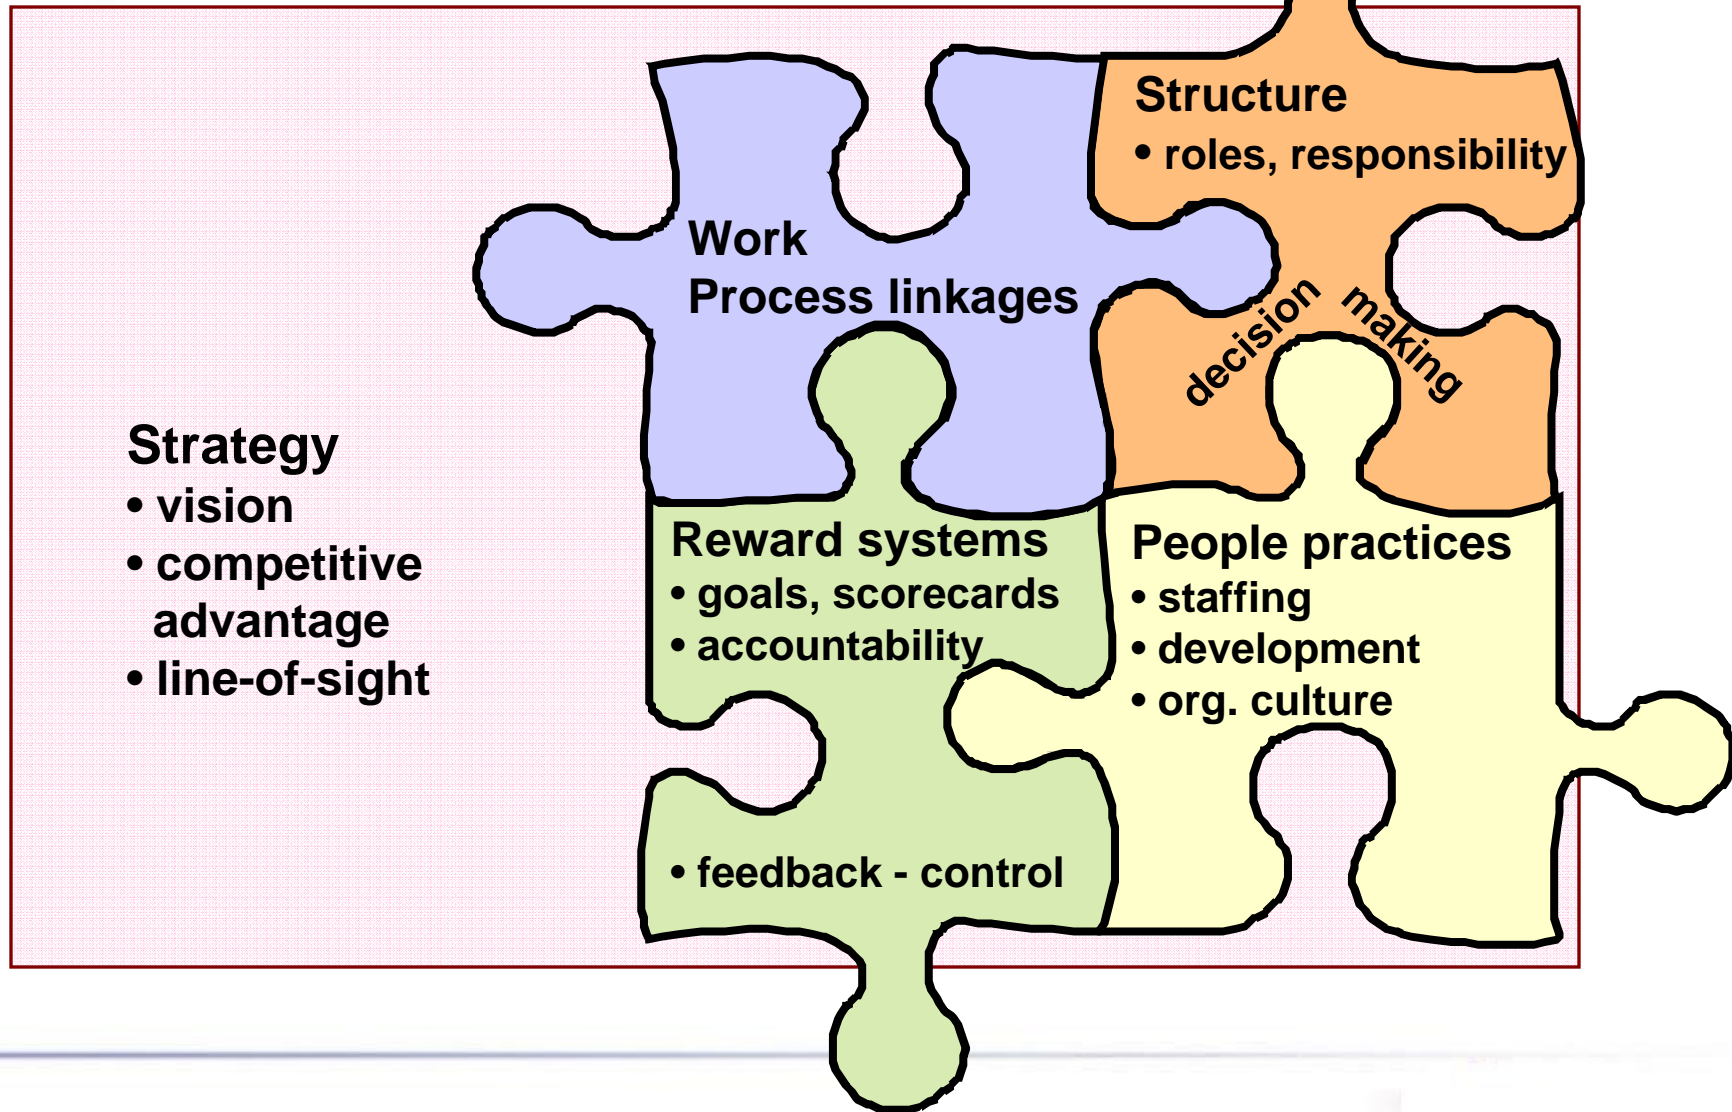 Strategy
• vision
• competitive
advantage
• line-of-sight
Work
Process linkages
Structure
• roles, responsibility
decision making
Reward systems
• goals, scorecards
• accountability
• feedback - control
People practices
• staffing
• development
• org. culture